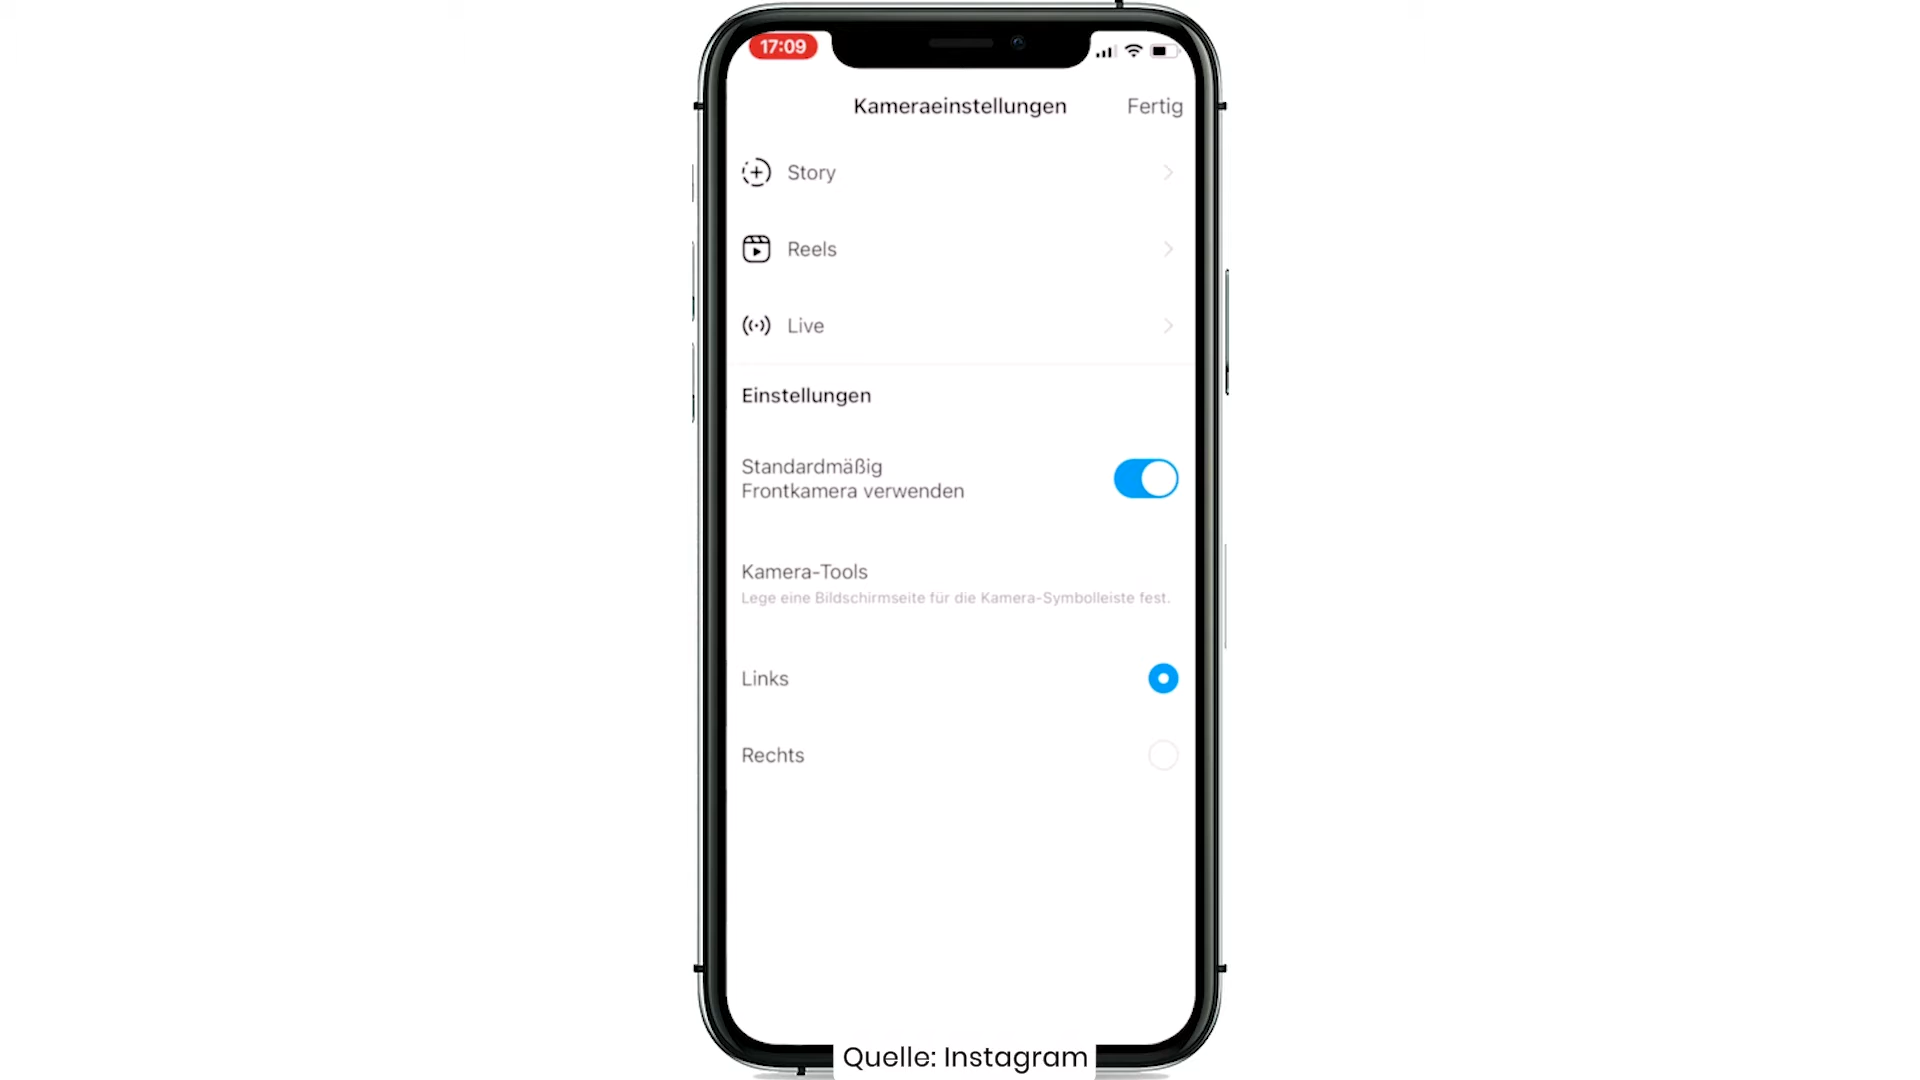 17:09
Kameraeinstellungen
Fertig
Story
Reels
Live
Einstellungen
Standardmäßig
Frontkamera verwenden
Kamera-Tools
Lege eine Bildschirmseite für die Kamera-Symbolleiste fest.
Links
Rechts
Quelle: Instagram